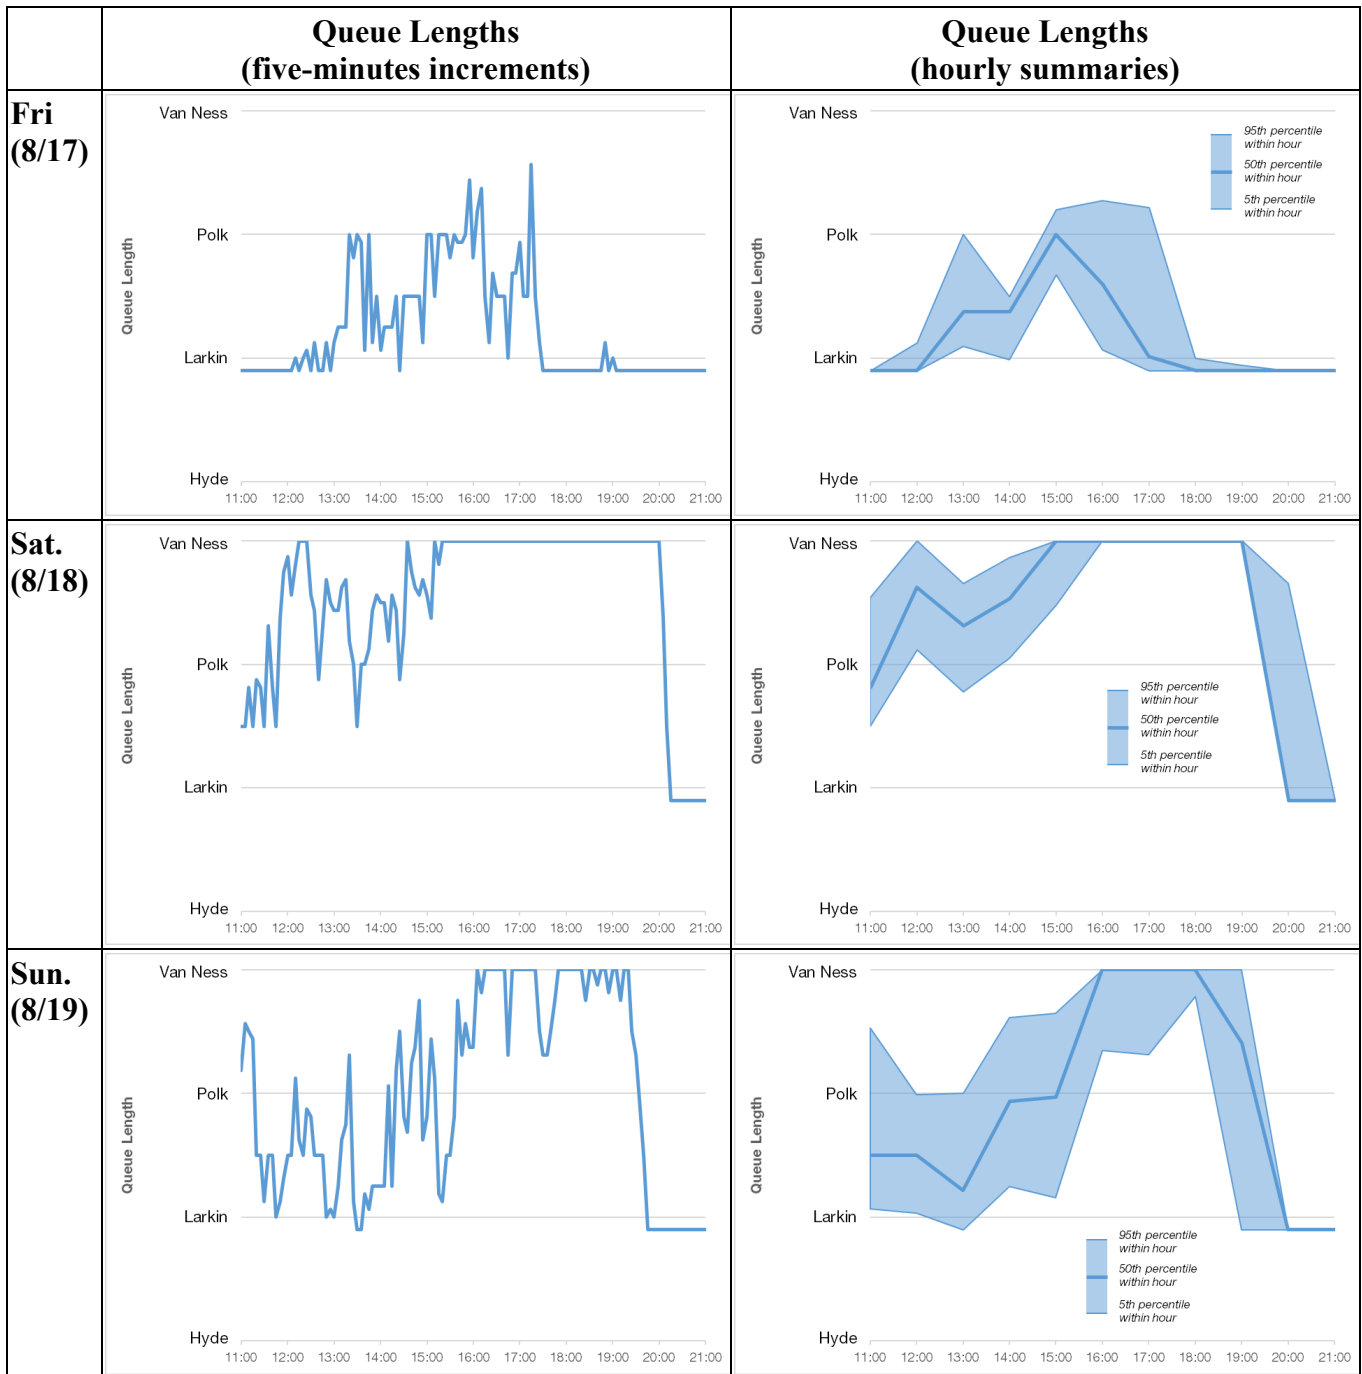 Queue Lengths
(five-minutes increments)
Queue Lengths
(hourly summaries)
Fri
(8/17)
Van Ness
Polk
Larkin
Hyde
Queue Length
11:00 12:00 13:00 14:00 15:00 16:00 17:00 18:00 19:00 20:00 21:00
Van Ness
Polk
Larkin
Hyde
Queue Length
95th percentile
within hour
50th percentile
within hour
5th percentile
within hour
11:00 12:00 13:00 14:00 15:00 16:00 17:00 18:00 19:00 20:00 21:00
Sat.
(8/18)
Van Ness
Polk
Larkin
Hyde
Queue Length
11:00 12:00 13:00 14:00 15:00 16:00 17:00 18:00 19:00 20:00 21:00
Van Ness
Polk
Larkin
Hyde
Queue Length
95th percentile
within hour
50th percentile
within hour
5th percentile
within hour
11:00 12:00 13:00 14:00 15:00 16:00 17:00 18:00 19:00 20:00 21:00
Sun.
(8/19)
Van Ness
Polk
Larkin
Hyde
Queue Length
11:00 12:00 13:00 14:00 15:00 16:00 17:00 18:00 19:00 20:00 21:00
Van Ness
Polk
Larkin
Hyde
Queue Length
95th percentile
within hour
50th percentile
within hour
5th percentile
within hour
11:00 12:00 13:00 14:00 15:00 16:00 17:00 18:00 19:00 20:00 21:00